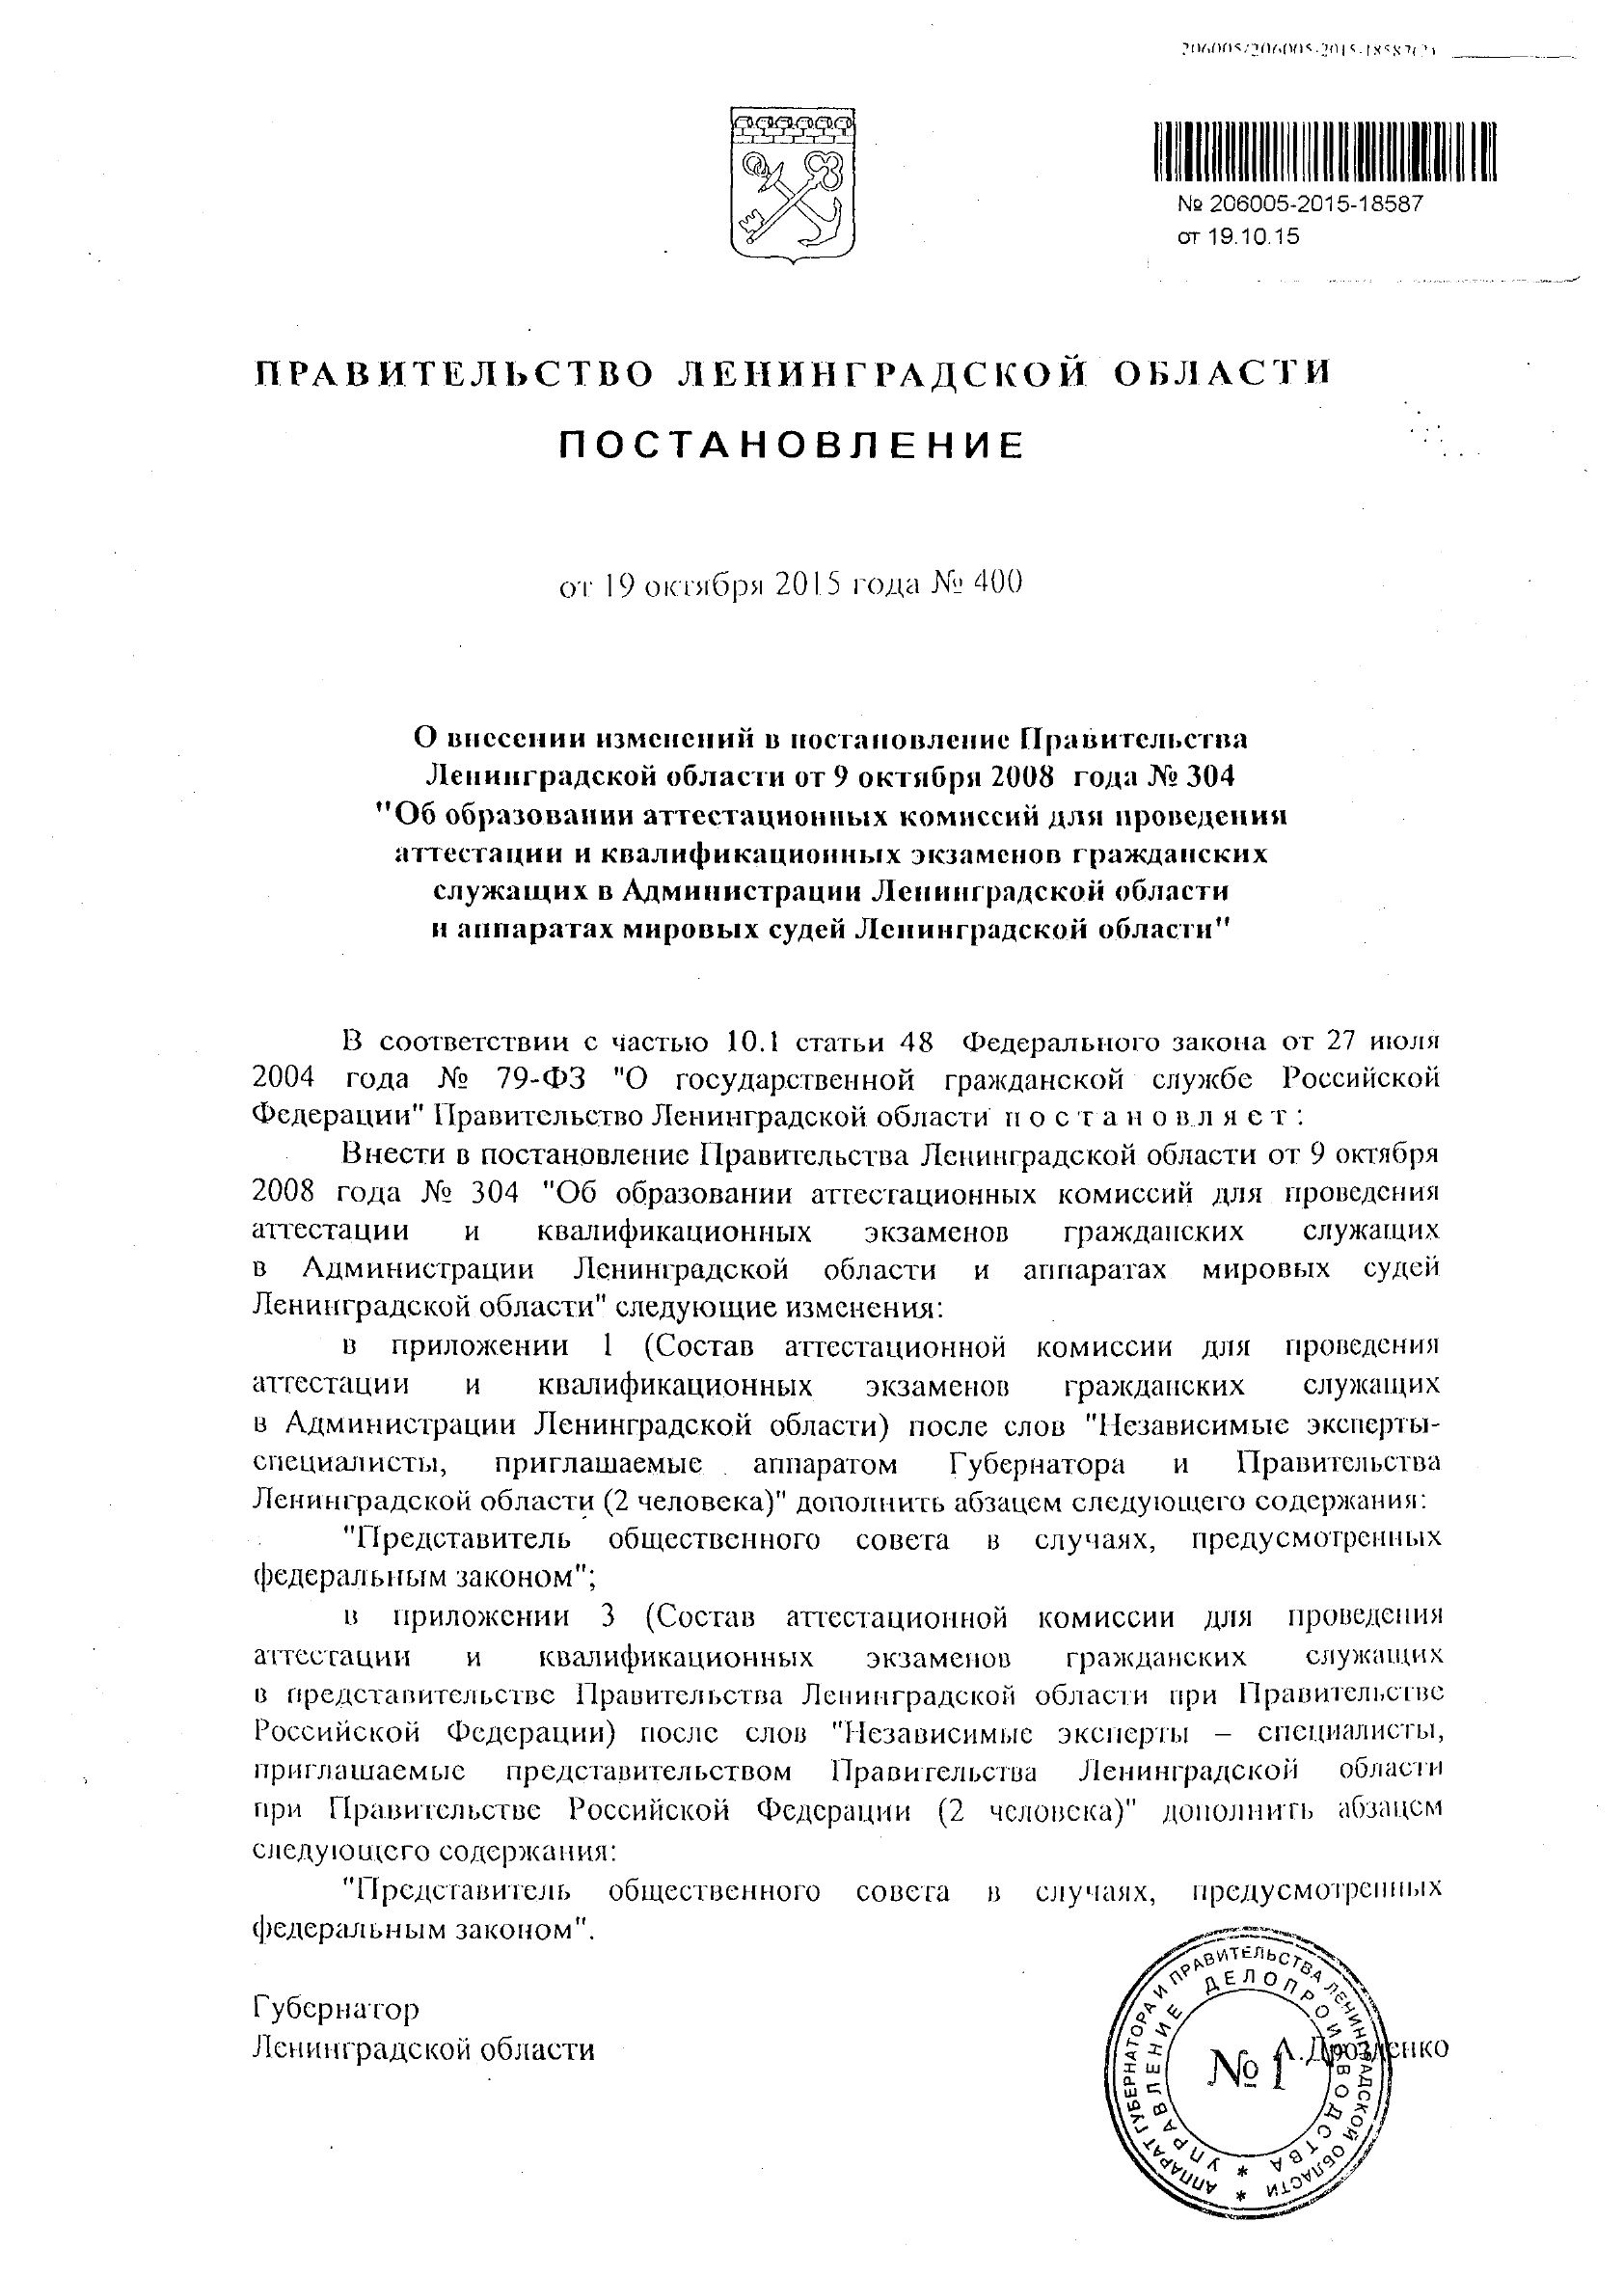 206005/206005-2015-18587(2)
№ 206005-2015-18587
от 19.10.15
ПРАВИТЕЛЬСТВО ЛЕНИНГРАДСКОЙ ОБЛАСТИ
ПОСТАНОВЛЕНИЕ
от 19 октября 2015 года № 400
О внесении изменений в постановление Правительства
Ленинградской области от 9 октября 2008 года № 304
"Об образовании аттестационных комиссий для проведения
аттестации и квалификационных экзаменов гражданских
служащих в Администрации Ленинградской области
и аппаратах мировых судей Ленинградской области"
В соответствии с частью 10.1 статьи 48 Федерального закона от 27 июля
2004 года № 79-ФЗ "О государственной гражданской службе Российской
Федерации" Правительство Ленинградской области п о с т а н о в л я е т :
Внести в постановление Правительства Ленинградской области от 9 октября
2008 года № 304 "Об образовании аттестационных комиссий для проведения
аттестации и квалификационных экзаменов гражданских служащих
в Администрации Ленинградской области и аппаратах мировых судей
Ленинградской области" следующие изменения:
в приложении 1 (Состав аттестационной комиссии для проведения
аттестации и квалификационных экзаменов гражданских служащих
в Администрации Ленинградской области) после слов "Независимые эксперты-
специалисты, приглашаемые аппаратом Губернатора и Правительства
Ленинградской области (2 человека)" дополнить абзацем следующего содержания:
"Представитель общественного совета в случаях, предусмотренных
федеральным законом";
в приложении 3 (Состав аттестационной комиссии для проведения
аттестации и квалификационных экзаменов гражданских служащих
в представительстве Правительства Ленинградской области при Правительстве
Российской Федерации) после слов "Независимые эксперты – специалисты,
приглашаемые представительством Правительства Ленинградской области
при Правительстве Российской Федерации (2 человека)" дополнить абзацем
следующего содержания:
"Представитель общественного совета в случаях, предусмотренных
федеральным законом".
Губернатор
Ленинградской области
А.Дрозденко
АППАРАТ ГУБЕРНАТОРА И ПРАВИТЕЛЬСТВА ЛЕНИНГРАДСКОЙ ОБЛАСТИ *
УПРАВЛЕНИЕ ДЕЛОПРОИЗВОДСТВА *
№ 1